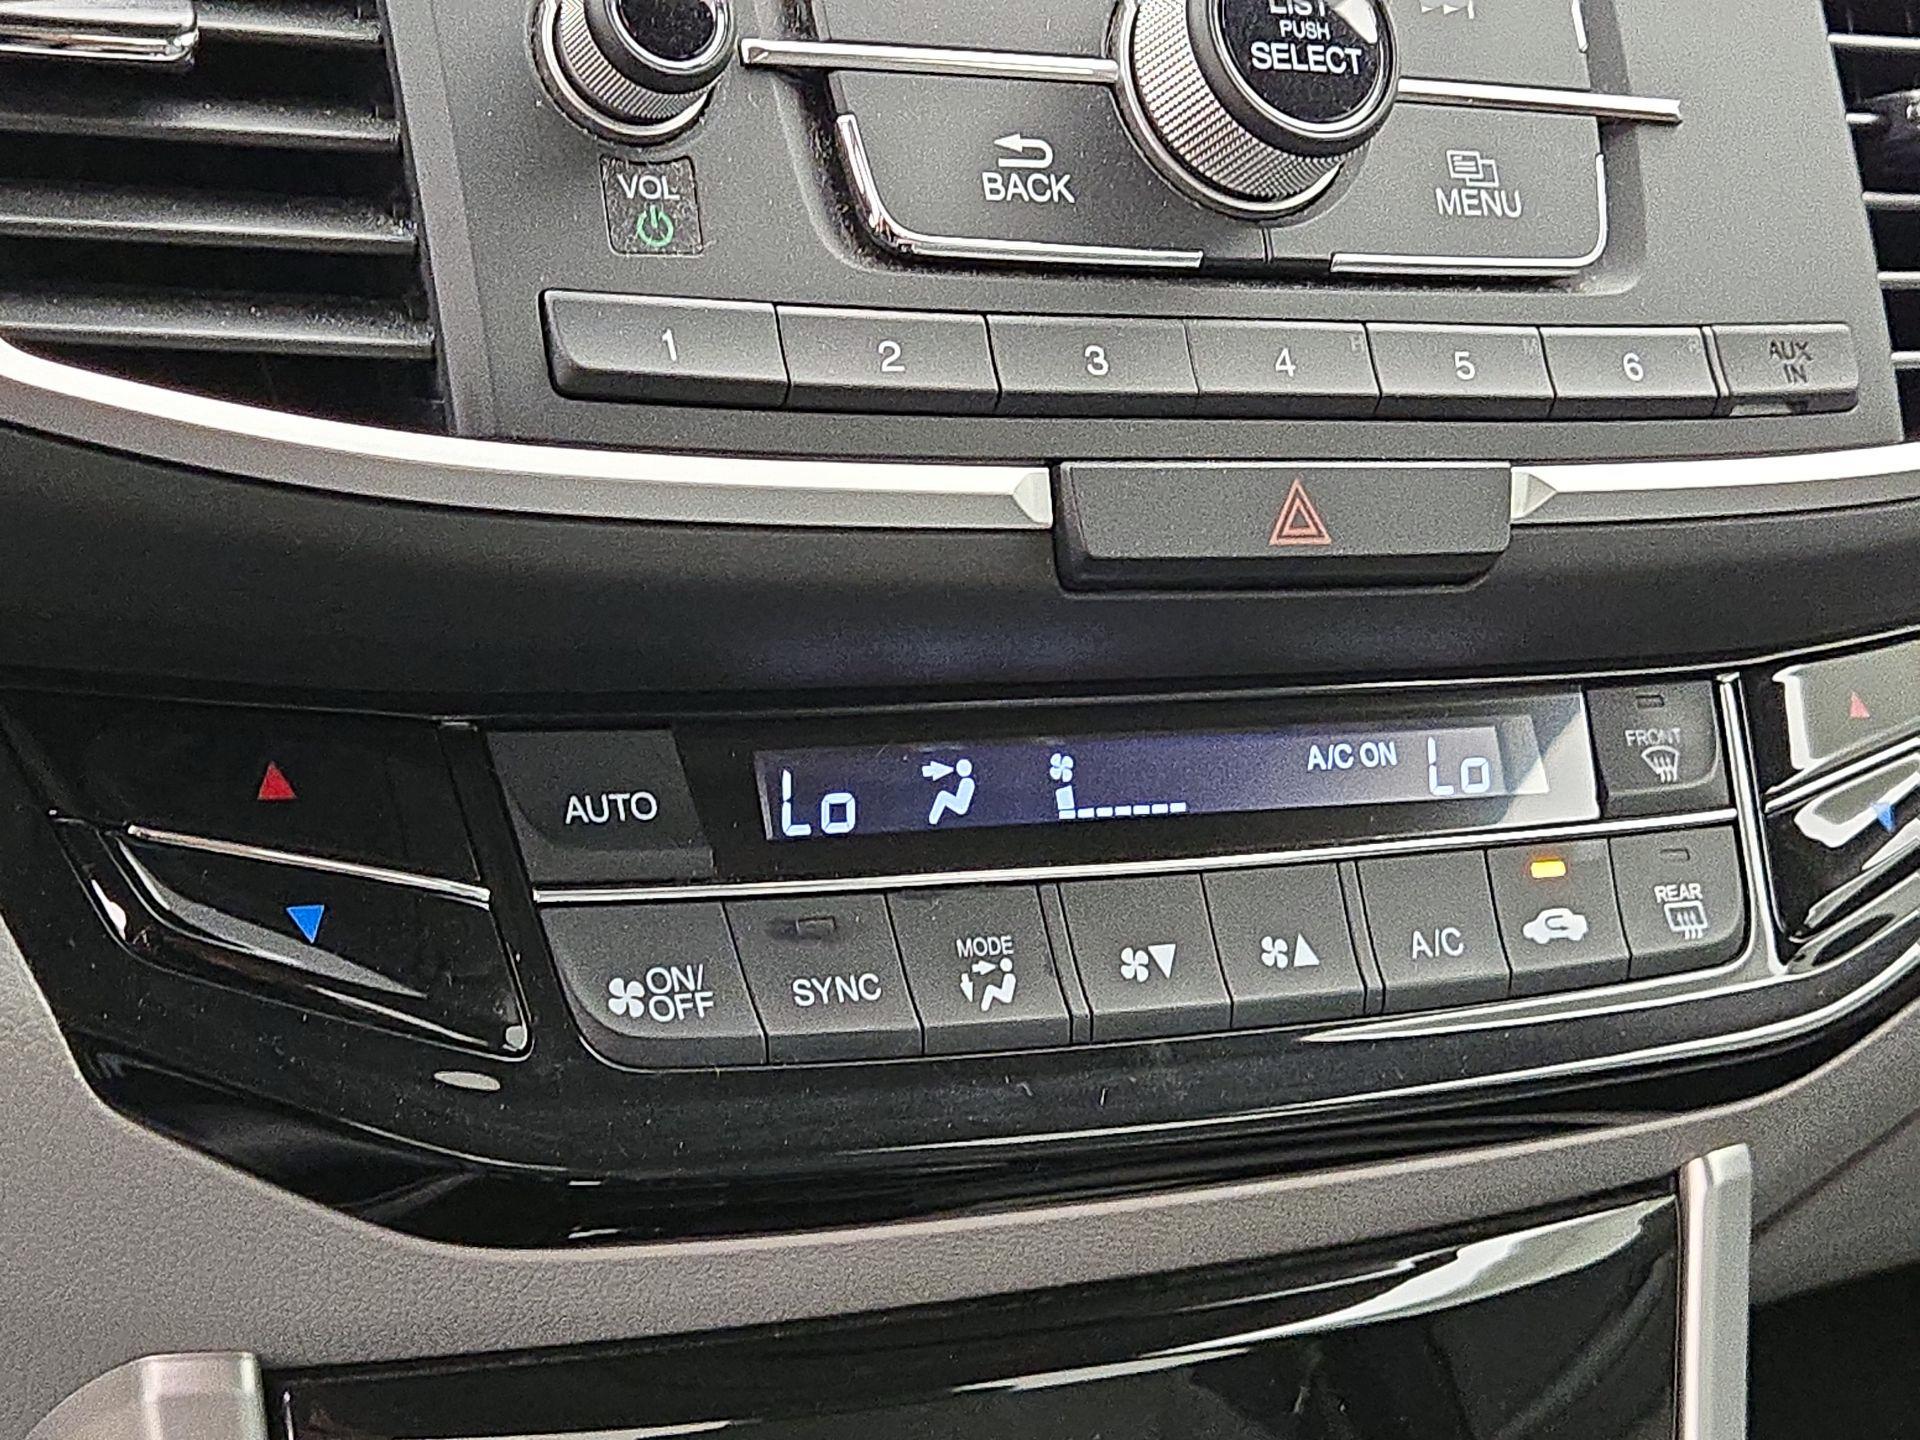 LIST
PUSH
SELECT
BACK
MENU
VOL
1 2 3 4 5 6 AUX
IN
AUTO
Lo
A/C ON
Lo
FRONT
ON/
OFF
SYNC
MODE
A/C
REAR